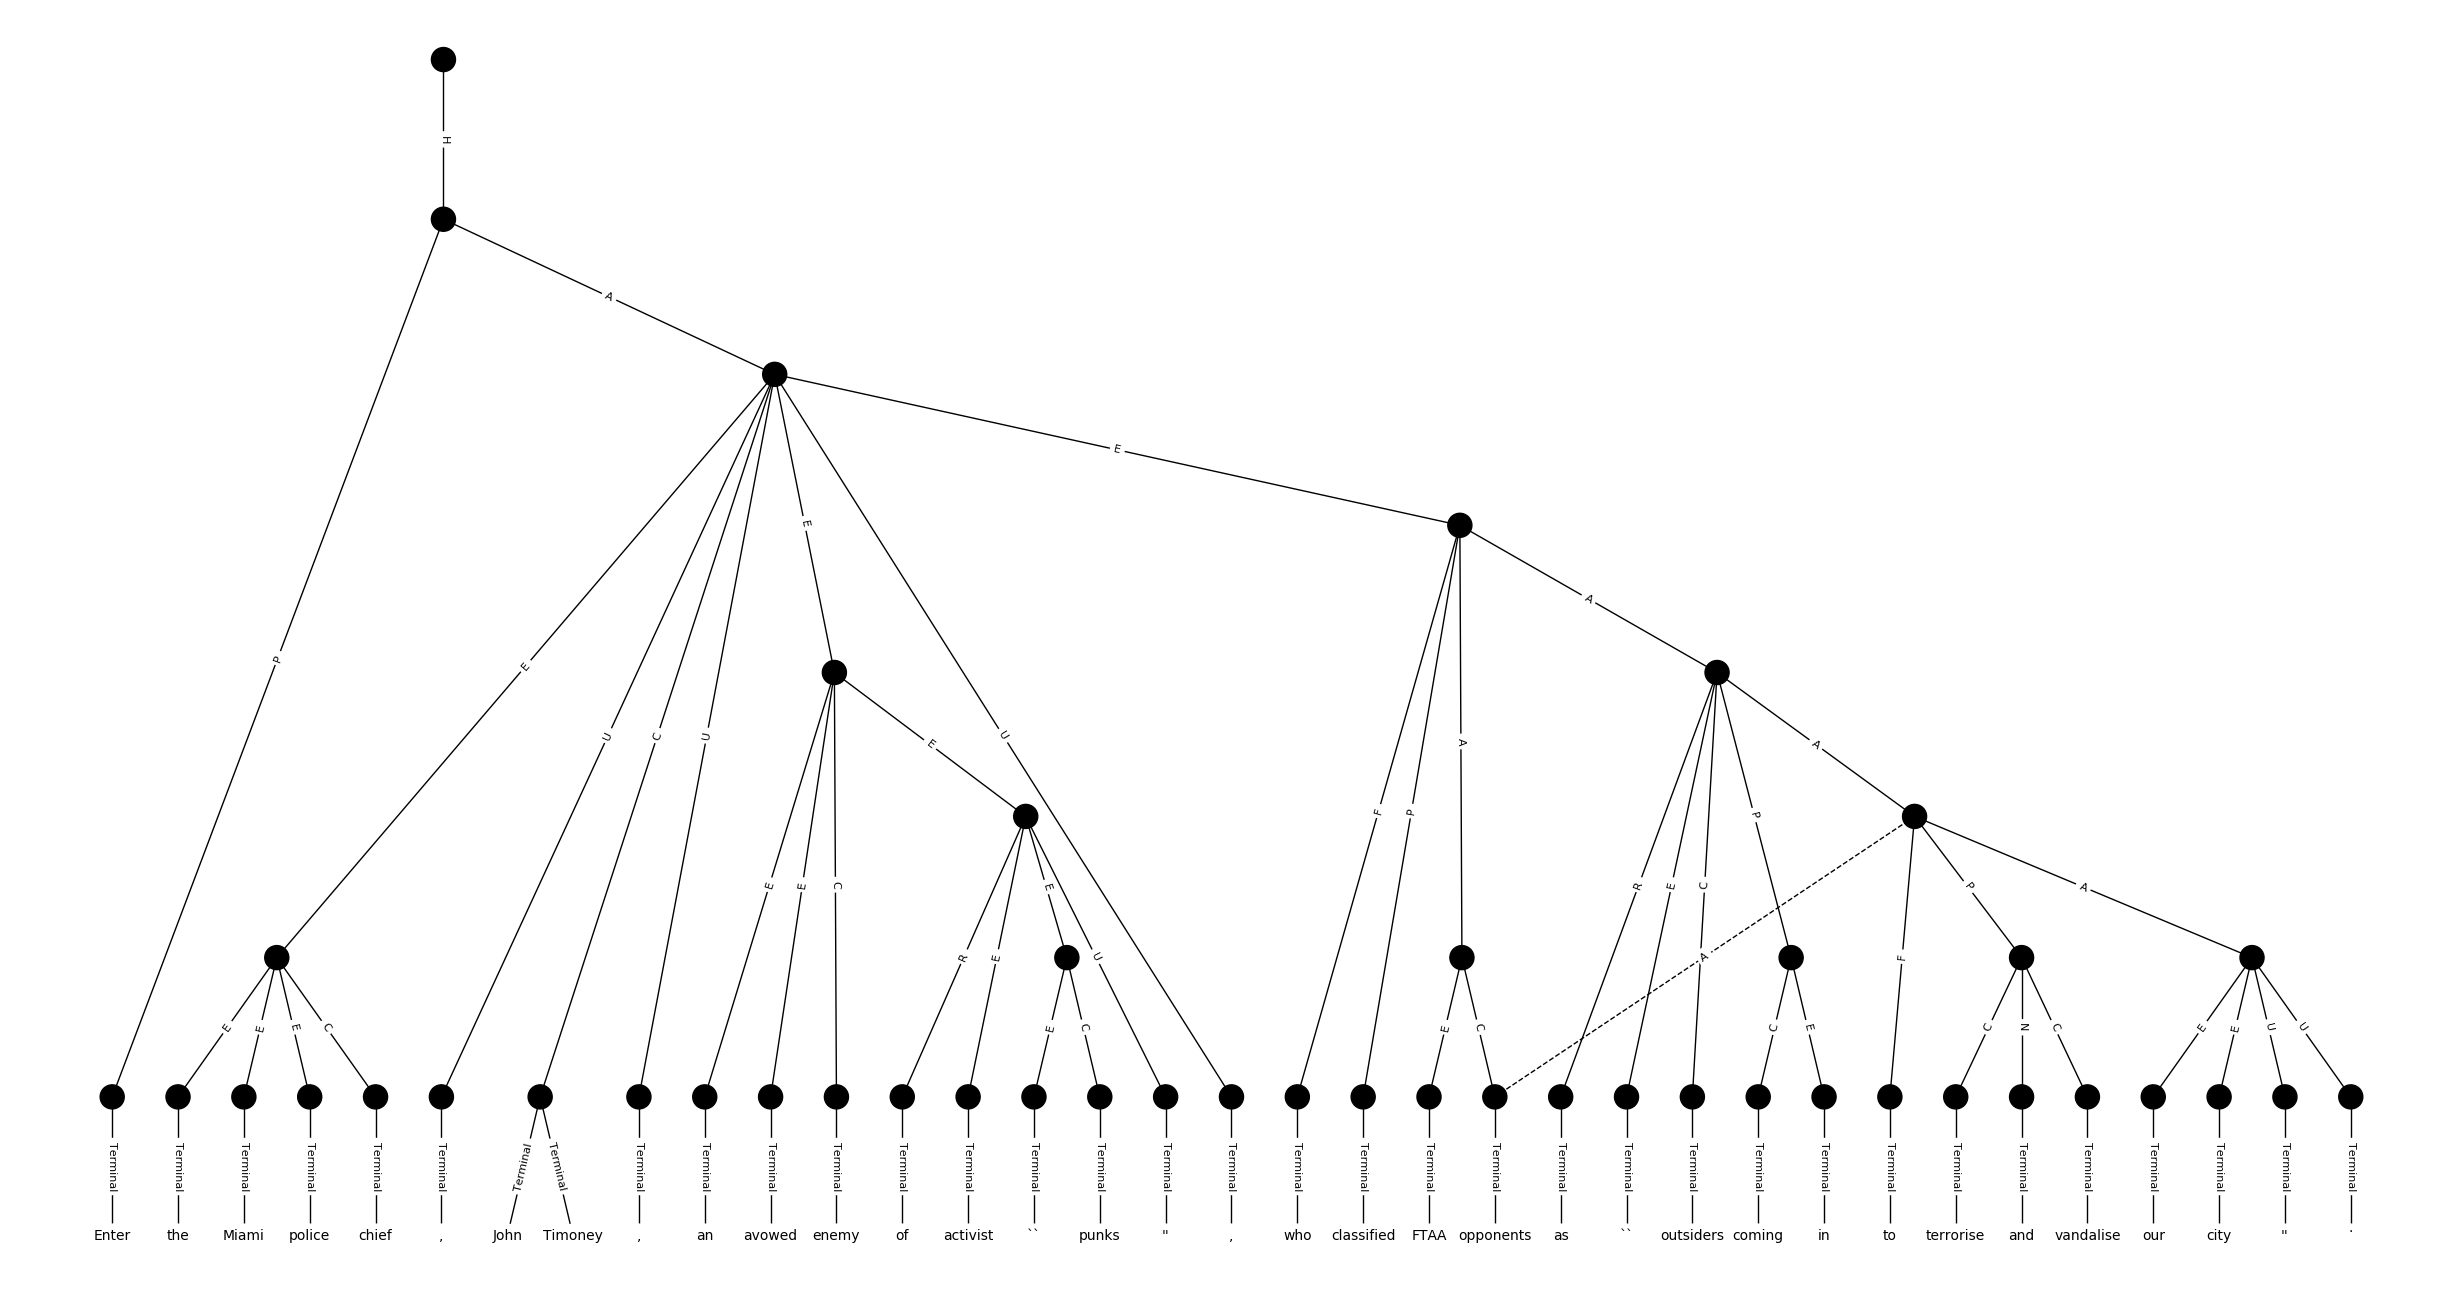 H
A
E
E
A
P
E
U
C
U
U
A
E
A
F
P
P
E
E
C
R
E
C
P
A
R
E
E
U
A
F
E
E
E
C
E
C
E
C
C
E
C
N
C
E
E
U
U
Terminal Terminal Terminal Terminal Terminal Terminal Terminal Terminal Terminal Terminal Terminal Terminal Terminal Terminal Terminal Terminal Terminal Terminal Terminal Terminal Terminal Terminal Terminal Terminal Terminal Terminal Terminal Terminal Terminal Terminal Terminal Terminal Terminal Terminal Terminal
Enter the Miami police chief , John Timoney , an avowed enemy of activist `` punks " , who classified FTAA opponents as `` outsiders coming in to terrorise and vandalise our city " .